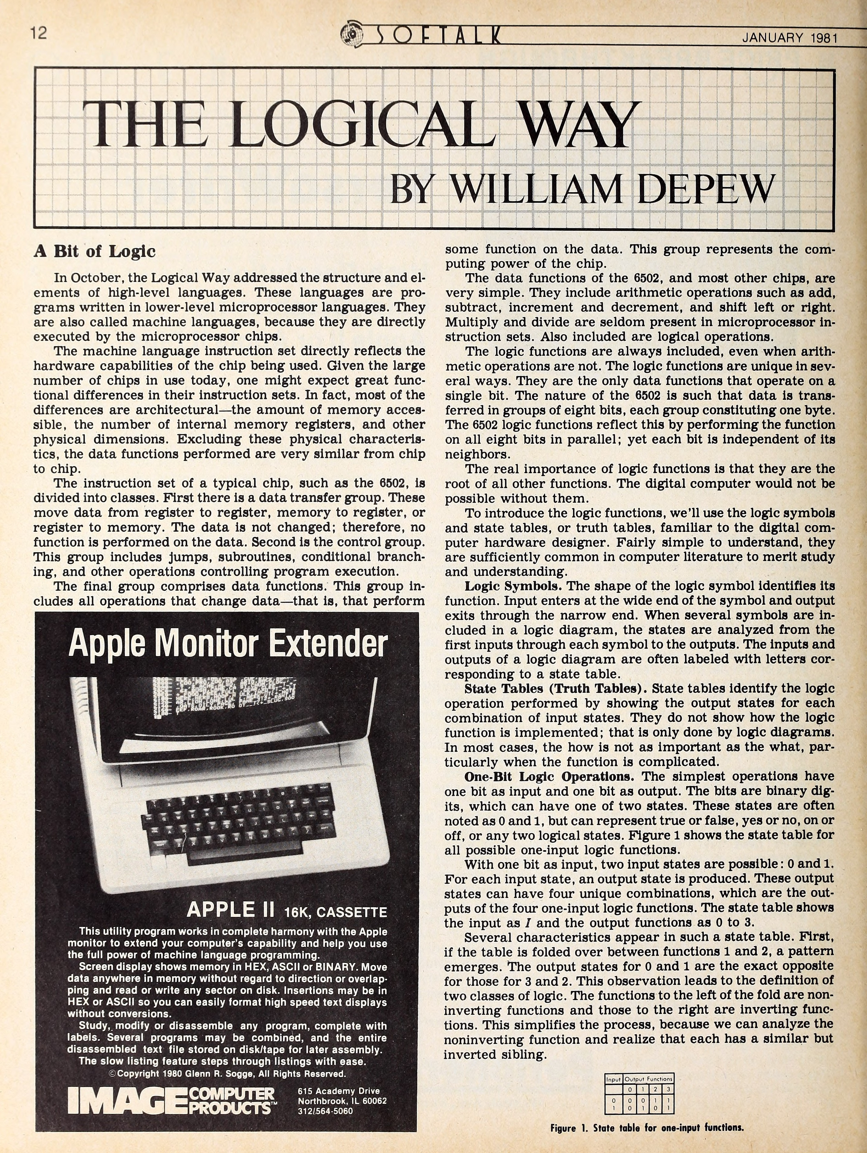 12
SOFTALK
JANUARY 1981
THE LOGICAL WAY
BY WILLIAM DEPEW
A Bit of Logic
In October, the Logical Way addressed the structure and el-
ements of high-level languages. These languages are pro-
grams written in lower-level microprocessor languages. They
are also called machine languages, because they are directly
executed by the microprocessor chips.
The machine language instruction set directly reflects the
hardware capabilities of the chip being used. Given the large
number of chips in use today, one might expect great func-
tional differences in their instruction sets. In fact, most of the
differences are architectural—the amount of memory acces-
sible, the number of internal memory registers, and other
physical dimensions. Excluding these physical characteris-
tics, the data functions performed are very similar from chip
to chip.
The instruction set of a typical chip, such as the 6502, is
divided into classes. First there is a data transfer group. These
move data from register to register, memory to register, or
register to memory. The data is not changed; therefore, no
function is performed on the data. Second is the control group.
This group includes jumps, subroutines, conditional branch-
ing, and other operations controlling program execution.
The final group comprises data functions. This group in-
cludes all operations that change data—that is, that perform
some function on the data. This group represents the com-
puting power of the chip.
The data functions of the 6502, and most other chips, are
very simple. They include arithmetic operations such as add,
subtract, increment and decrement, and shift left or right.
Multiply and divide are seldom present in microprocessor in-
struction sets. Also included are logical operations.
The logic functions are always included, even when arith-
metic operations are not. The logic functions are unique in sev-
eral ways. They are the only data functions that operate on a
single bit. The nature of the 6502 is such that data is trans-
ferred in groups of eight bits, each group constituting one byte.
The 6502 logic functions reflect this by performing the function
on all eight bits in parallel; yet each bit is independent of its
neighbors.
The real importance of logic functions is that they are the
root of all other functions. The digital computer would not be
possible without them.
To introduce the logic functions, we'll use the logic symbols
and state tables, or truth tables, familiar to the digital com-
puter hardware designer. Fairly simple to understand, they
are sufficiently common in computer literature to merit study
and understanding.
Logic Symbols. The shape of the logic symbol identifies its
function. Input enters at the wide end of the symbol and output
exits through the narrow end. When several symbols are in-
cluded in a logic diagram, the states are analyzed from the
first inputs through each symbol to the outputs. The inputs and
outputs of a logic diagram are often labeled with letters cor-
responding to a state table.
State Tables (Truth Tables). State tables identify the logic
operation performed by showing the output states for each
combination of input states. They do not show how the logic
function is implemented; that is only done by logic diagrams.
In most cases, the how is not as important as the what, par-
ticularly when the function is complicated.
One-Bit Logic Operations. The simplest operations have
one bit as input and one bit as output. The bits are binary dig-
its, which can have one of two states. These states are often
noted as 0 and 1, but can represent true or false, yes or no, on or
off, or any two logical states. Figure 1 shows the state table for
all possible one-input logic functions.
With one bit as input, two input states are possible: 0 and 1.
For each input state, an output state is produced. These output
states can have four unique combinations, which are the out-
puts of the four one-input logic functions. The state table shows
the input as I and the output functions as 0 to 3.
Several characteristics appear in such a state table. First,
if the table is folded over between functions 1 and 2, a pattern
emerges. The output states for 0 and 1 are the exact opposite
for those for 3 and 2. This observation leads to the definition of
two classes of logic. The functions to the left of the fold are non-
inverting functions and those to the right are inverting func-
tions. This simplifies the process, because we can analyze the
noninverting function and realize that each has a similar but
inverted sibling.
Input Output Functions
0 1 2 3
0 0 0 1 1
1 0 1 0 1
Figure 1. State table for one-input functions.
Apple Monitor Extender
APPLE II 16K, CASSETTE
This utility program works in complete harmony with the Apple
monitor to extend your computer's capability and help you use
the full power of machine language programming.
Screen display shows memory in HEX, ASCII or BINARY. Move
data anywhere in memory without regard to direction or overlap-
ping and read or write any sector on disk. Insertions may be in
HEX or ASCII so you can easily format high speed text displays
without conversions.
Study, modify or disassemble any program, complete with
labels. Several programs may be combined, and the entire
disassembled text file stored on disk/tape for later assembly.
The slow listing feature steps through listings with ease.
©Copyright 1980 Glenn R. Sogge, All Rights Reserved.
IMAGE COMPUTER PRODUCTS™
615 Academy Drive
Northbrook, IL 60062
312/564-5060